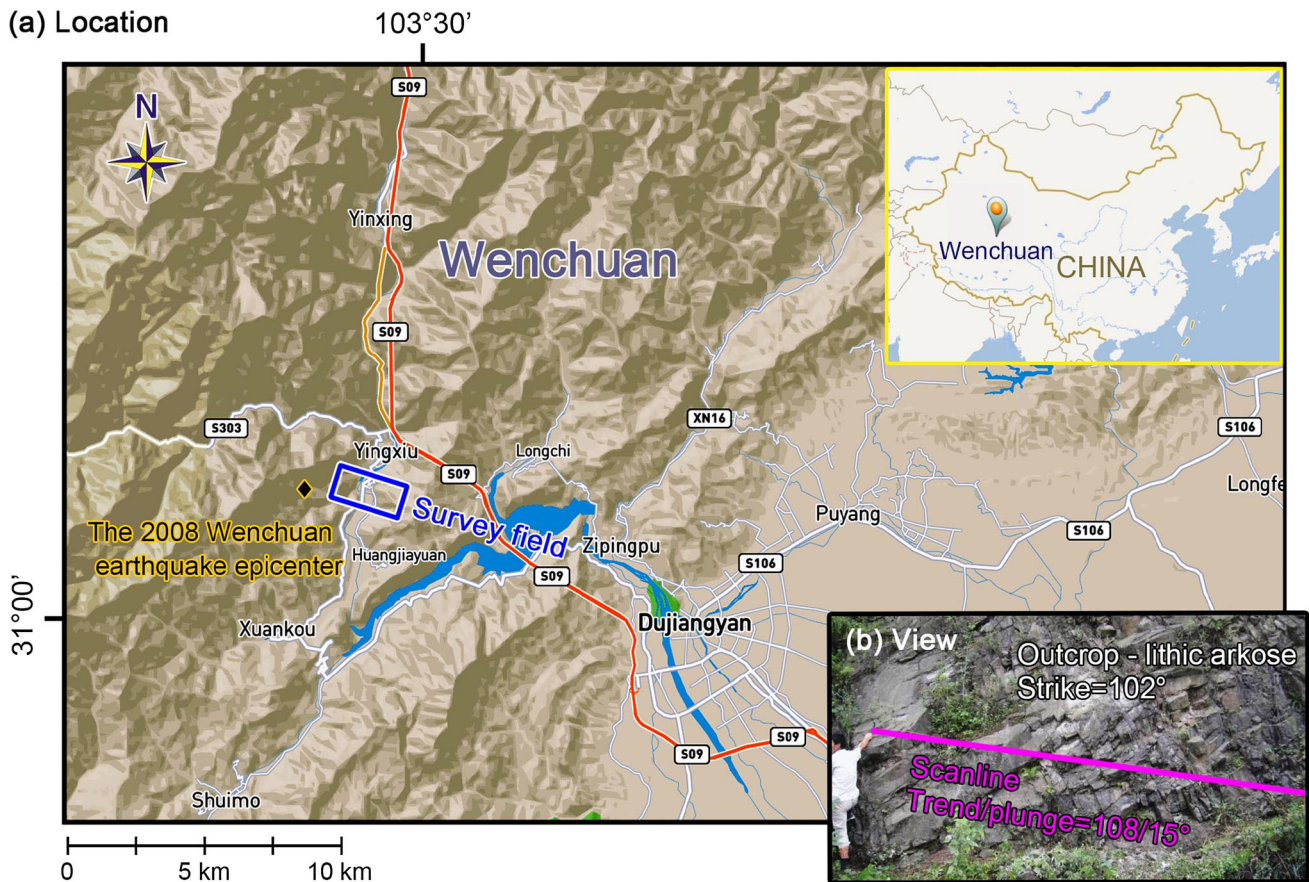 (a) Location
103°30'
N
S09
Yinxing
Wenchuan
Wenchuan
CHINA
S09
S303
XN16
S106
Yingxiu
Longchi
S09
Longfe
Survey field
Puyang
S106
The 2008 Wenchuan
earthquake epicenter
Huangjiayuan
Zipingpu
S106
S09
31°00'
Xuankou
Dujiangyan
(b) View
Outcrop - lithic arkose
Strike=102°
S09
S09
Scanline
Trend/plunge=108/15°
Shuimo
0
5 km
10 km